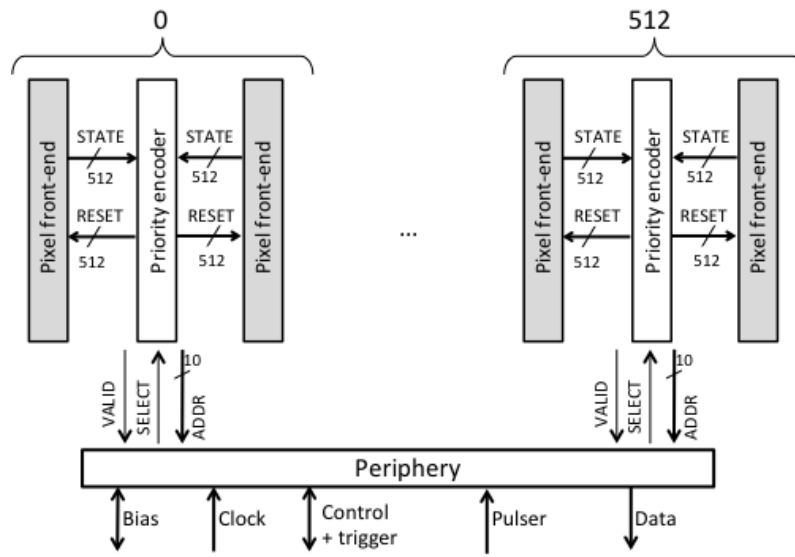 0
512
Pixel front-end
STATE
512
RESET
512
Priority encoder
STATE
512
RESET
512
Pixel front-end
...
Pixel front-end
STATE
512
RESET
512
Priority encoder
STATE
512
RESET
512
Pixel front-end
VALID
SELECT
10
ADDR
VALID
SELECT
10
ADDR
Periphery
Bias
Clock
Control
+ trigger
Pulser
Data